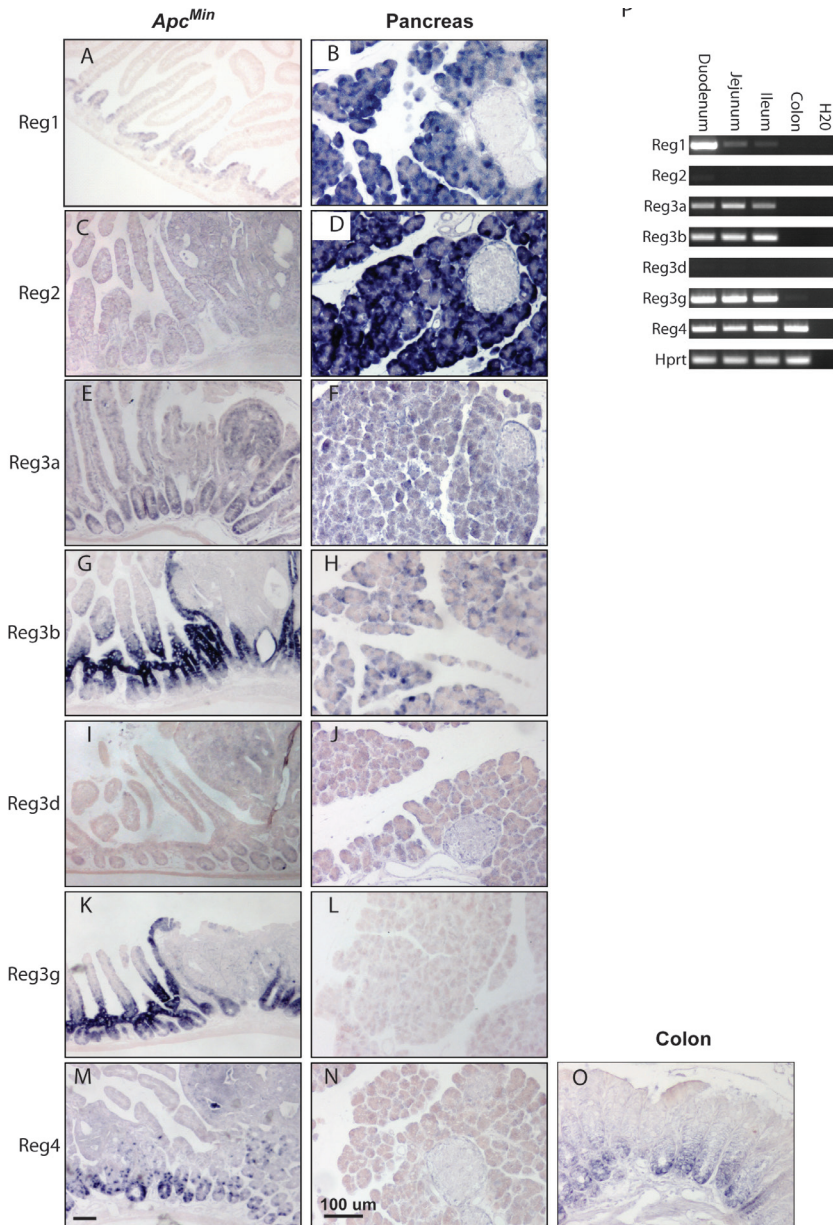 Apc^Min Pancreas
P
A B
Duodenum Jejunum Ileum Colon H20
Reg1
Reg1
Reg2
C D
Reg3a
Reg3b
Reg2
Reg3d
Reg3g
Reg4
E F
Hprt
Reg3a
G H
Reg3b
I J
Reg3d
K L
Reg3g
Colon
M N O
Reg4
100 um